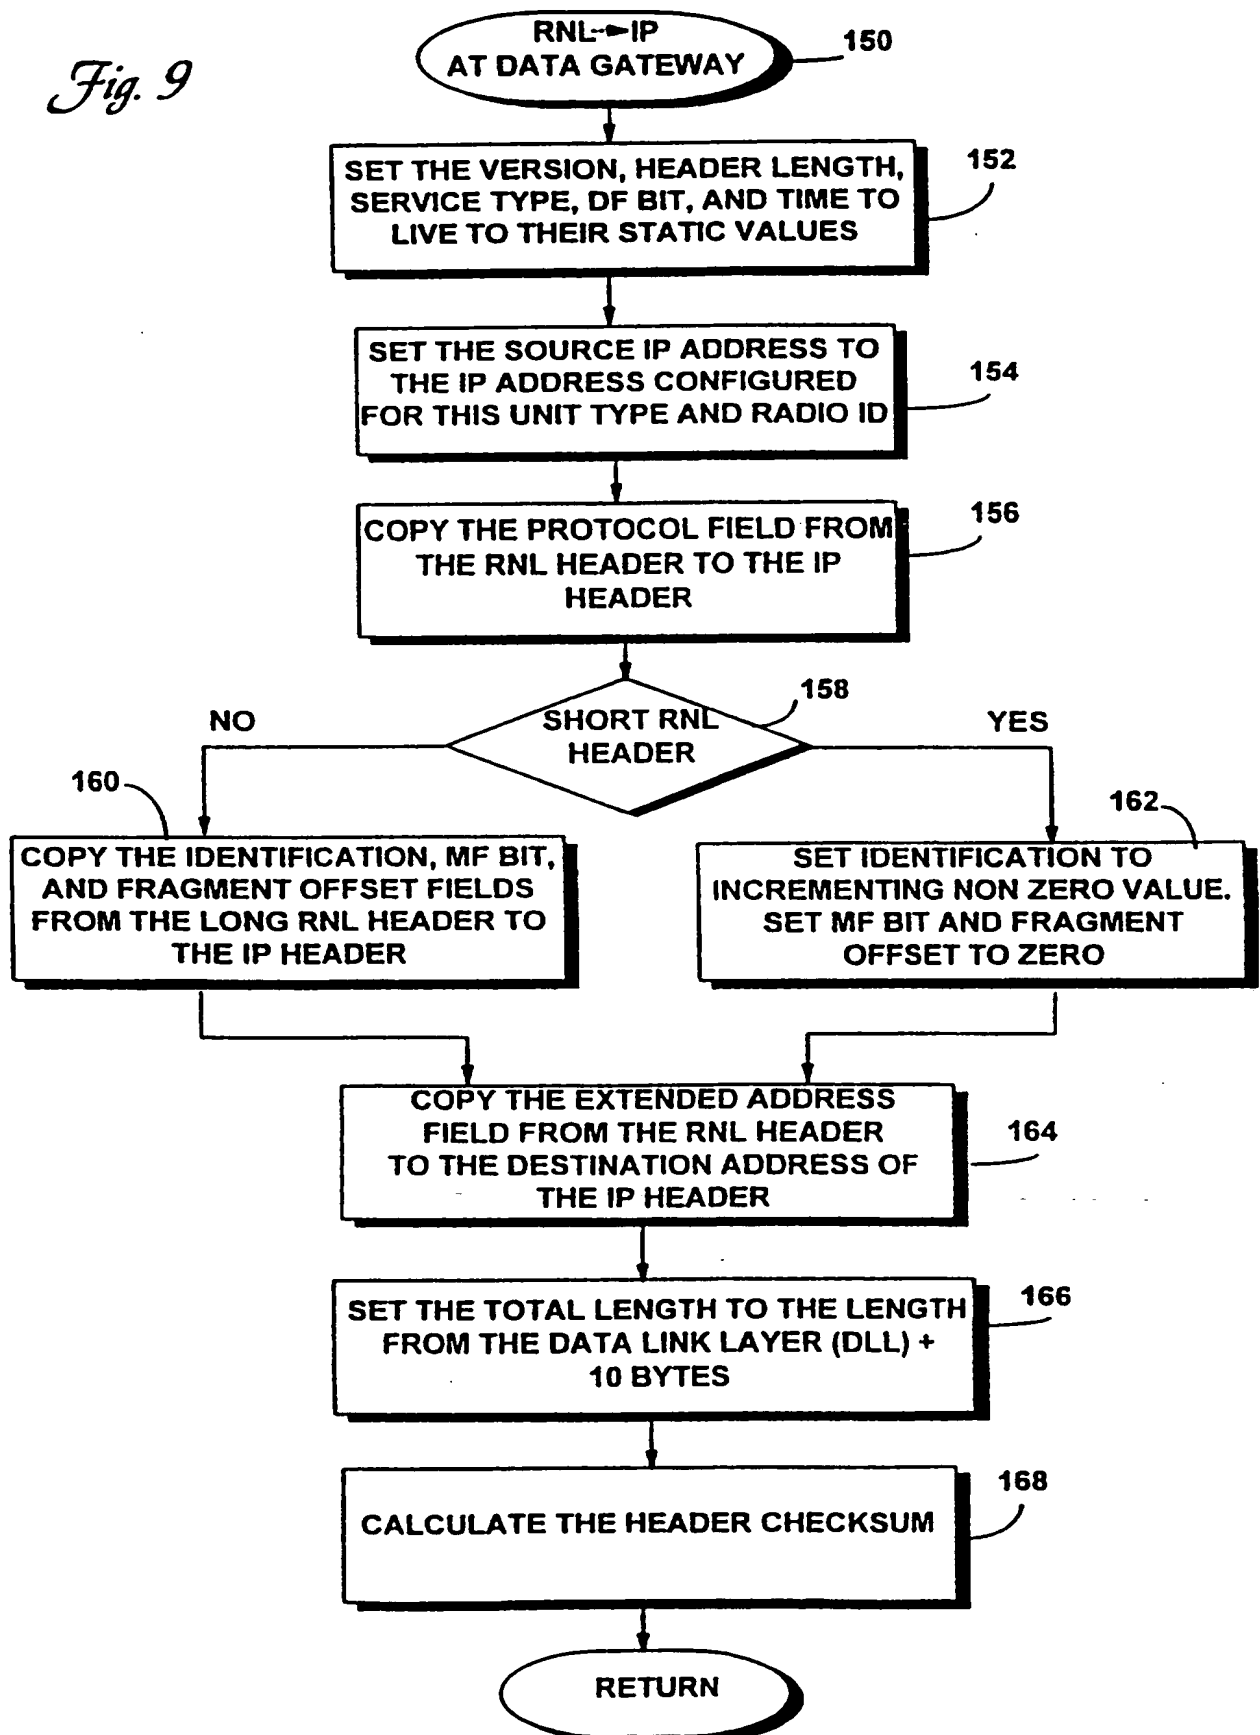 Fig. 9
RNL→IP
AT DATA GATEWAY
150
SET THE VERSION, HEADER LENGTH,
SERVICE TYPE, DF BIT, AND TIME TO
LIVE TO THEIR STATIC VALUES
152
SET THE SOURCE IP ADDRESS TO
THE IP ADDRESS CONFIGURED
FOR THIS UNIT TYPE AND RADIO ID
154
COPY THE PROTOCOL FIELD FROM
THE RNL HEADER TO THE IP
HEADER
156
SHORT RNL
HEADER
158
NO
YES
160
COPY THE IDENTIFICATION, MF BIT,
AND FRAGMENT OFFSET FIELDS
FROM THE LONG RNL HEADER TO
THE IP HEADER
162
SET IDENTIFICATION TO
INCREMENTING NON ZERO VALUE.
SET MF BIT AND FRAGMENT
OFFSET TO ZERO
COPY THE EXTENDED ADDRESS
FIELD FROM THE RNL HEADER
TO THE DESTINATION ADDRESS OF
THE IP HEADER
164
SET THE TOTAL LENGTH TO THE LENGTH
FROM THE DATA LINK LAYER (DLL) +
10 BYTES
166
CALCULATE THE HEADER CHECKSUM
168
RETURN